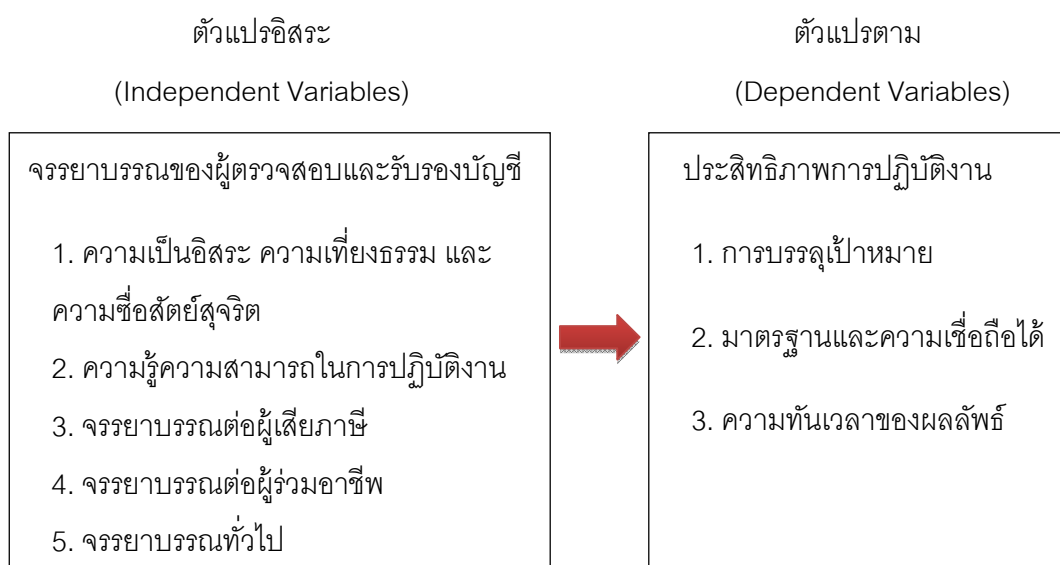 ตัวแปรอิสระ
(Independent Variables)
จรรยาบรรณของผู้ตรวจสอบและรับรองบัญชี
1. ความเป็นอิสระ ความเที่ยงธรรม และ
ความซื่อสัตย์สุจริต
2. ความรู้ความสามารถในการปฏิบัติงาน
3. จรรยาบรรณต่อผู้เสียภาษี
4. จรรยาบรรณต่อผู้ร่วมอาชีพ
5. จรรยาบรรณทั่วไป
ตัวแปรตาม
(Dependent Variables)
ประสิทธิภาพการปฏิบัติงาน
1. การบรรลุเป้าหมาย
2. มาตรฐานและความเชื่อถือได้
3. ความทันเวลาของผลลัพธ์